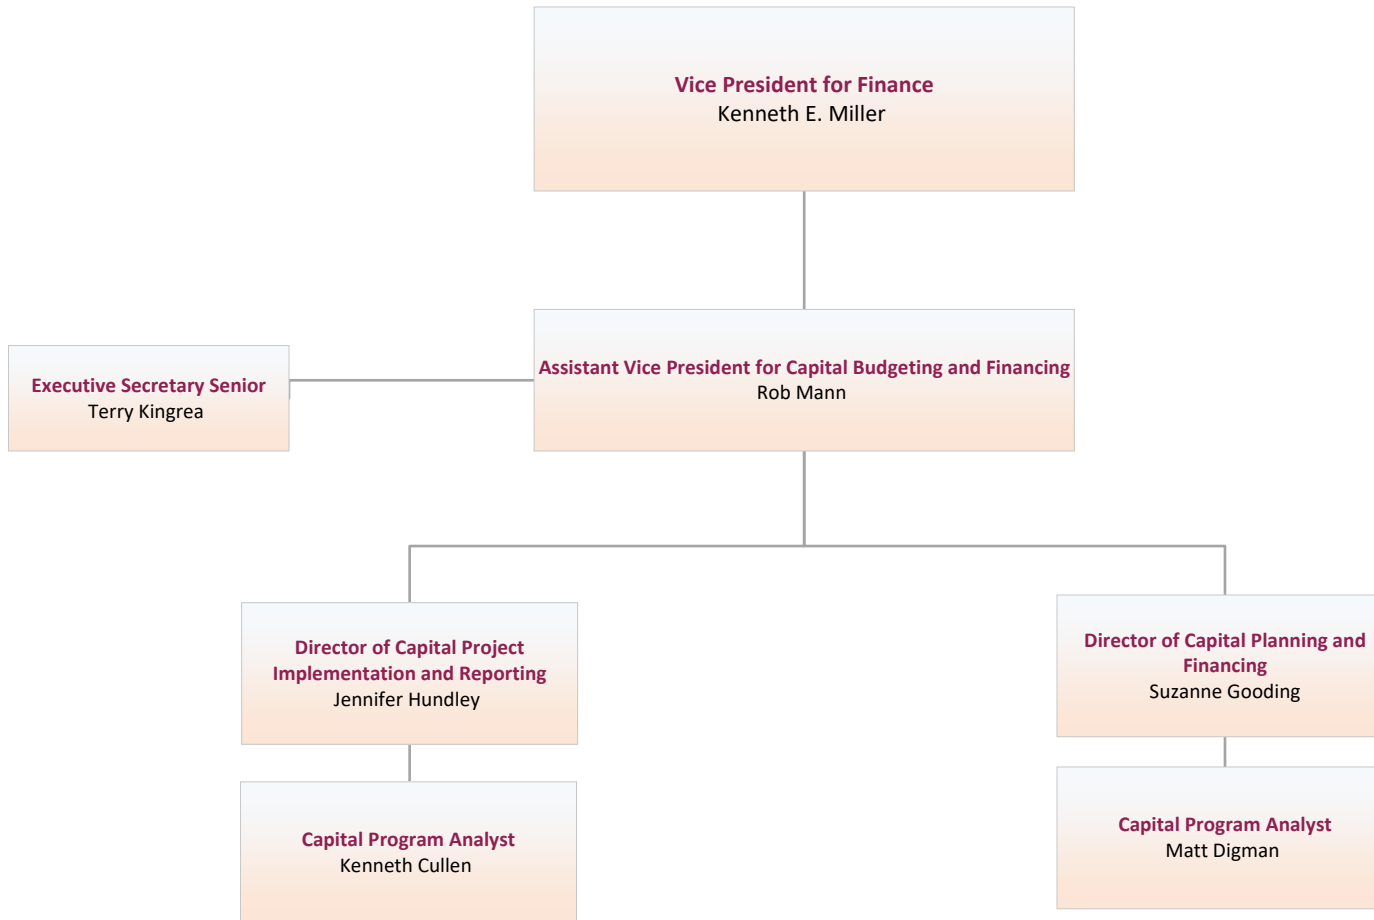 Vice President for Finance
Kenneth E. Miller
Assistant Vice President for Capital Budgeting and Financing
Rob Mann
Executive Secretary Senior
Terry Kingrea
Director of Capital Project
Implementation and Reporting
Jennifer Hundley
Director of Capital Planning and
Financing
Suzanne Gooding
Capital Program Analyst
Kenneth Cullen
Capital Program Analyst
Matt Digman